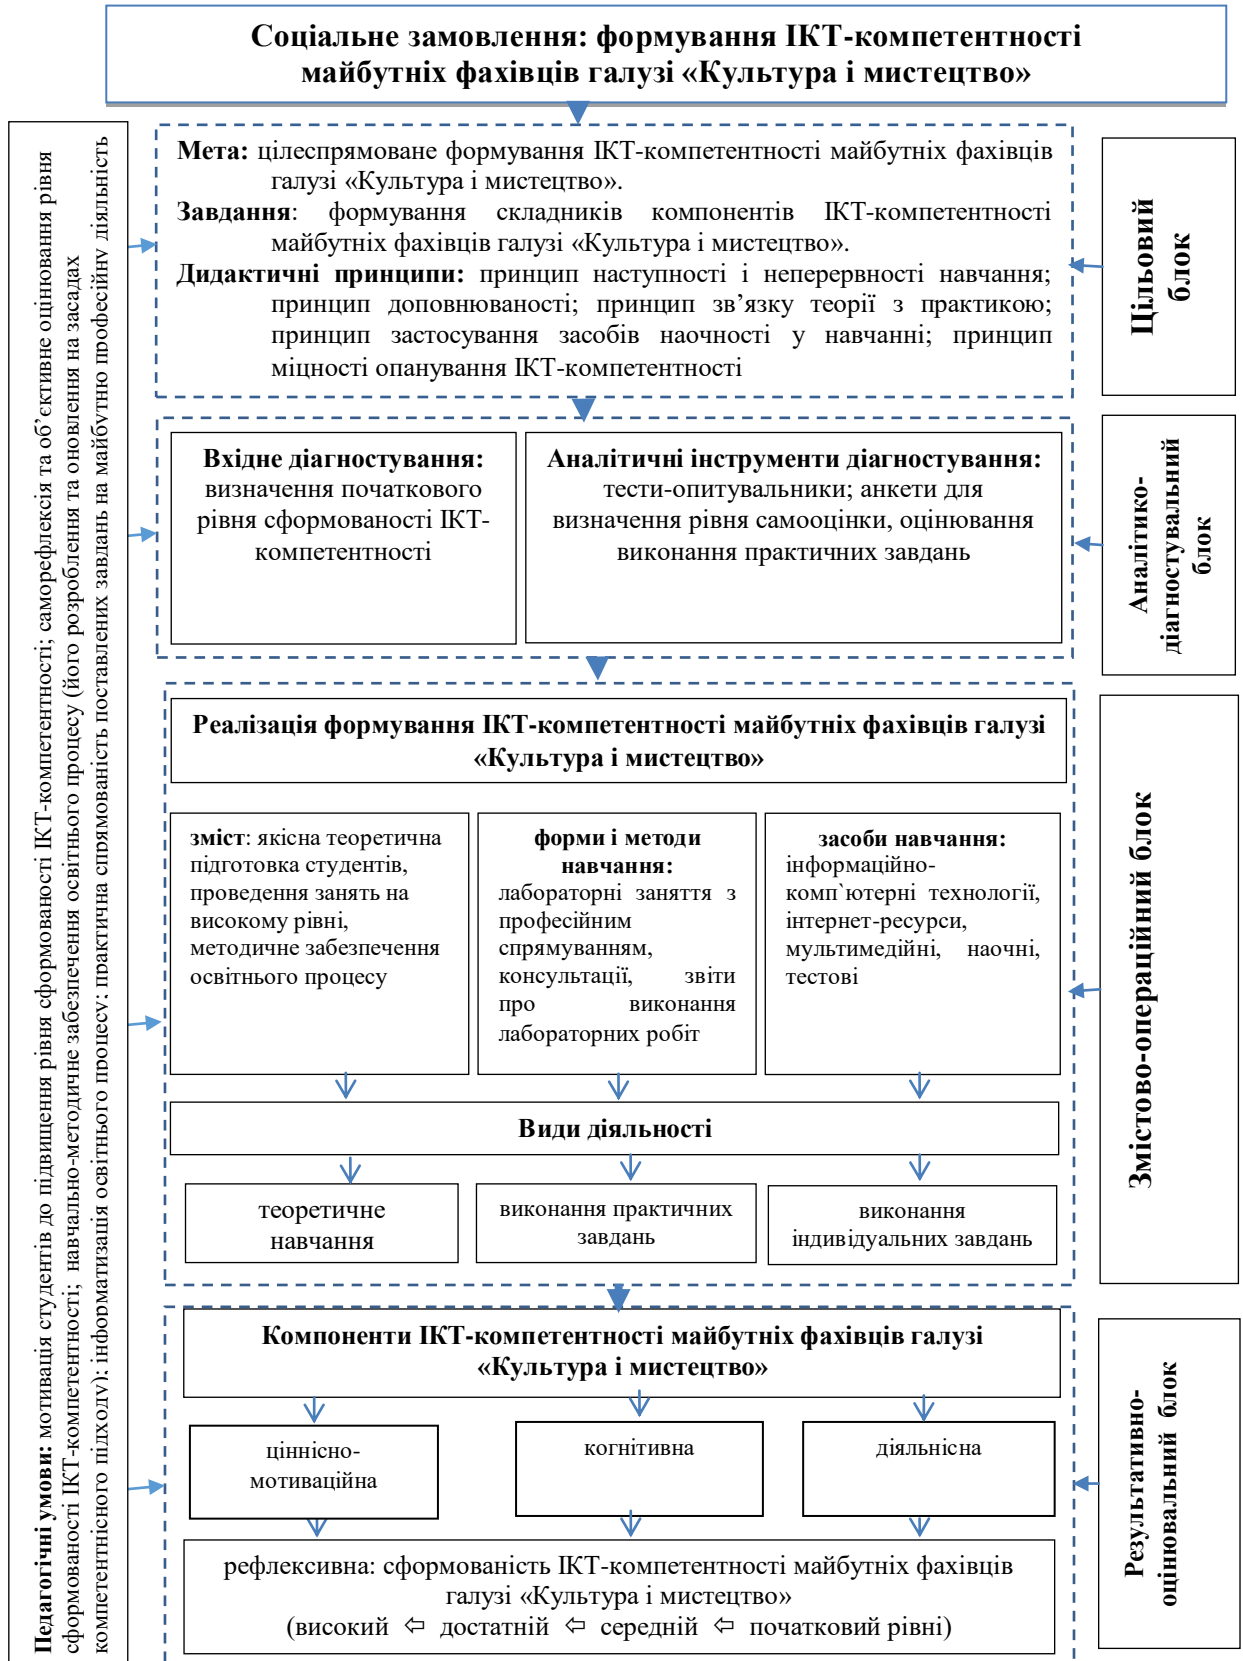 Соціальне замовлення: формування ІКТ-компетентності
майбутніх фахівців галузі «Культура і мистецтво»
Педагогічні умови: мотивація студентів до підвищення рівня сформованості ІКТ-компетентності; саморефлексія та об’єктивне оцінювання рівня
сформованості ІКТ-компетентності; навчально-методичне забезпечення освітнього процесу (його розроблення та оновлення на засадах
компетентнісного підходу); інформатизація освітнього процесу; практична спрямованість поставлених завдань на майбутню професійну діяльність
Мета: цілеспрямоване формування ІКТ-компетентності майбутніх фахівців
галузі «Культура і мистецтво».
Завдання: формування складників компонентів ІКТ-компетентності
майбутніх фахівців галузі «Культура і мистецтво».
Дидактичні принципи: принцип наступності і неперервності навчання;
принцип доповнюваності; принцип зв’язку теорії з практикою;
принцип застосування засобів наочності у навчанні; принцип
міцності опанування ІКТ-компетентності
Цільовий
блок
Вхідне діагностування:
визначення початкового
рівня сформованості ІКТ-
компетентності
Аналітичні інструменти діагностування:
тести-опитувальники; анкети для
визначення рівня самооцінки, оцінювання
виконання практичних завдань
Аналітико-
діагностувальний
блок
Реалізація формування ІКТ-компетентності майбутніх фахівців галузі
«Культура і мистецтво»
зміст: якісна теоретична
підготовка студентів,
проведення занять на
високому рівні,
методичне забезпечення
освітнього процесу
форми і методи
навчання:
лабораторні заняття з
професійним
спрямуванням,
консультації, звіти
про виконання
лабораторних робіт
засоби навчання:
інформаційно-
комп`ютерні технології,
інтернет-ресурси,
мультимедійні, наочні,
тестові
Види діяльності
теоретичне
навчання
виконання практичних
завдань
виконання
індивідуальних завдань
Змістово-операційний блок
Компоненти ІКТ-компетентності майбутніх фахівців галузі
«Культура і мистецтво»
ціннісно-
мотиваційна
когнітивна
діяльнісна
рефлексивна: сформованість ІКТ-компетентності майбутніх фахівців
галузі «Культура і мистецтво»
(високий ⇦ достатній ⇦ середній ⇦ початковий рівні)
Результативно-
оцінювальний блок